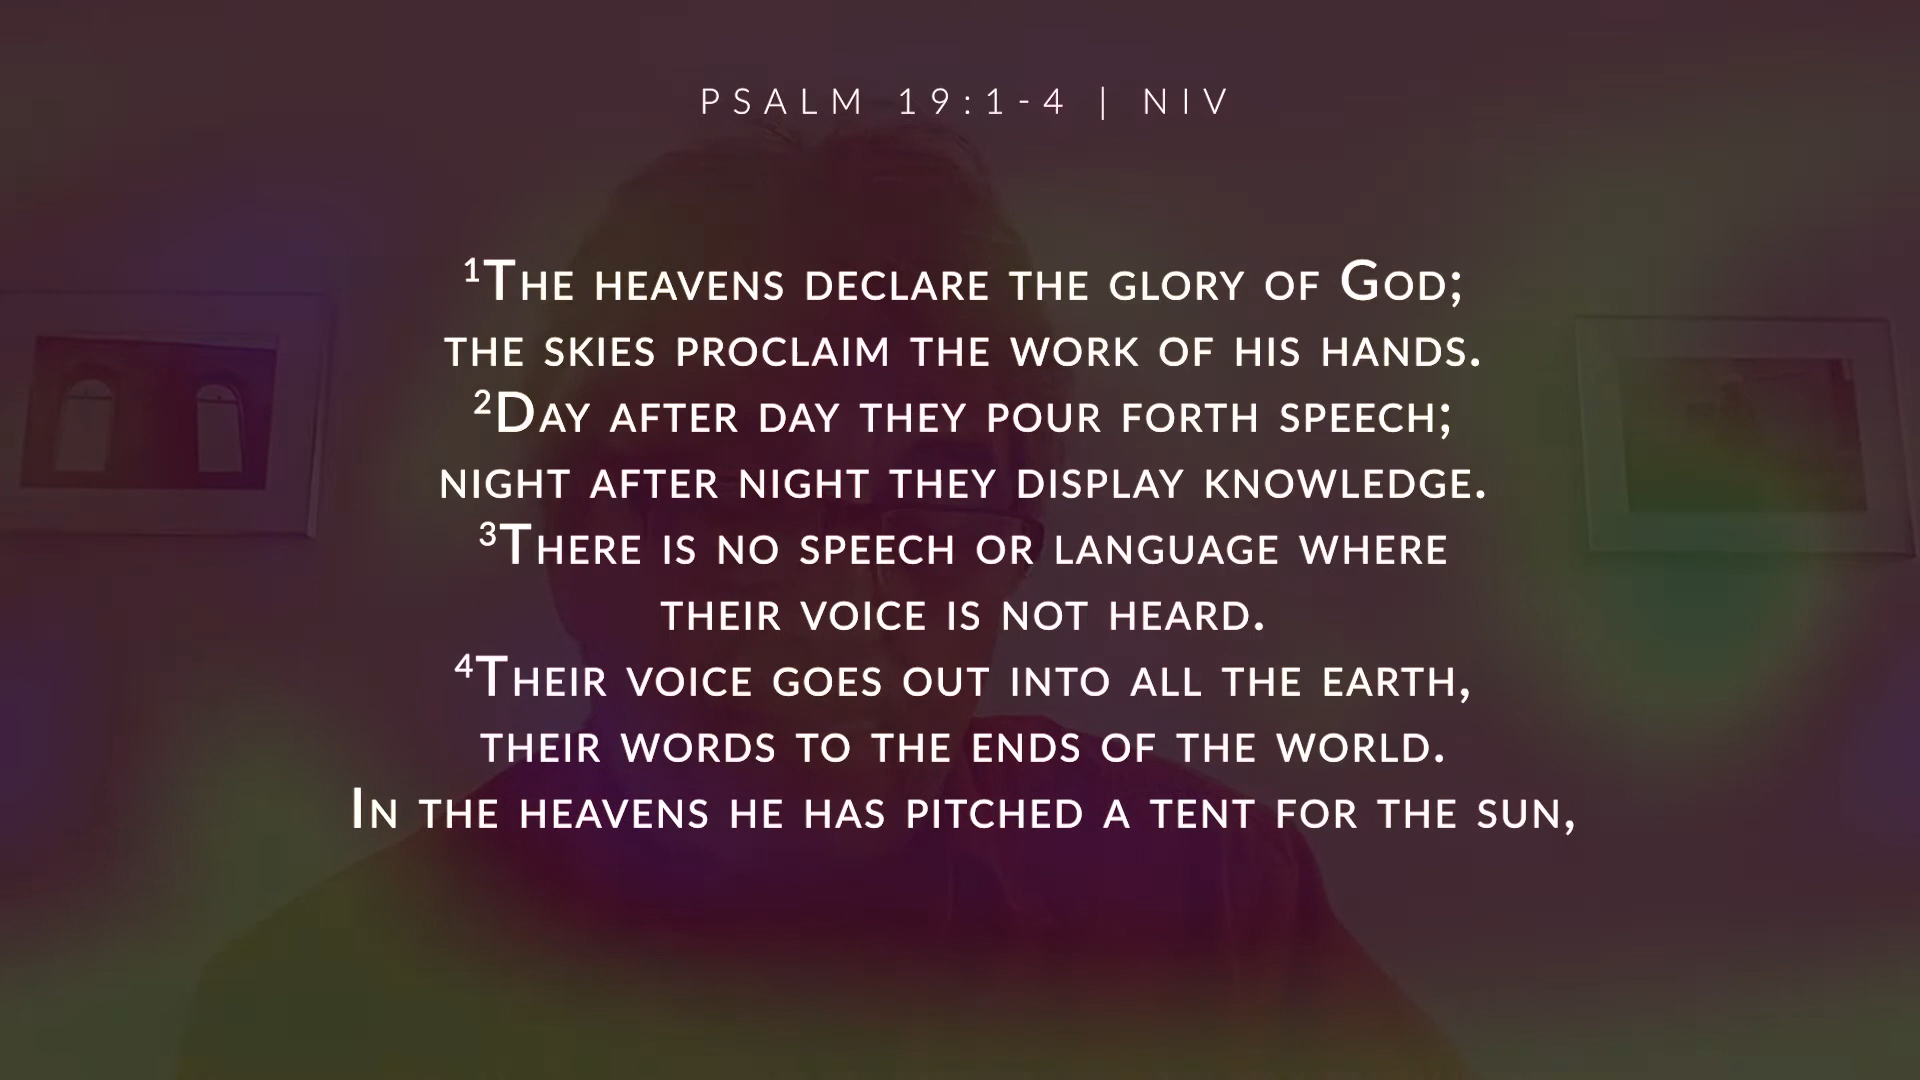 PSALM 19:1-4 | NIV
¹The heavens declare the glory of God;
the skies proclaim the work of his hands.
²Day after day they pour forth speech;
night after night they display knowledge.
³There is no speech or language where
their voice is not heard.
⁴Their voice goes out into all the earth,
their words to the ends of the world.
In the heavens he has pitched a tent for the sun,